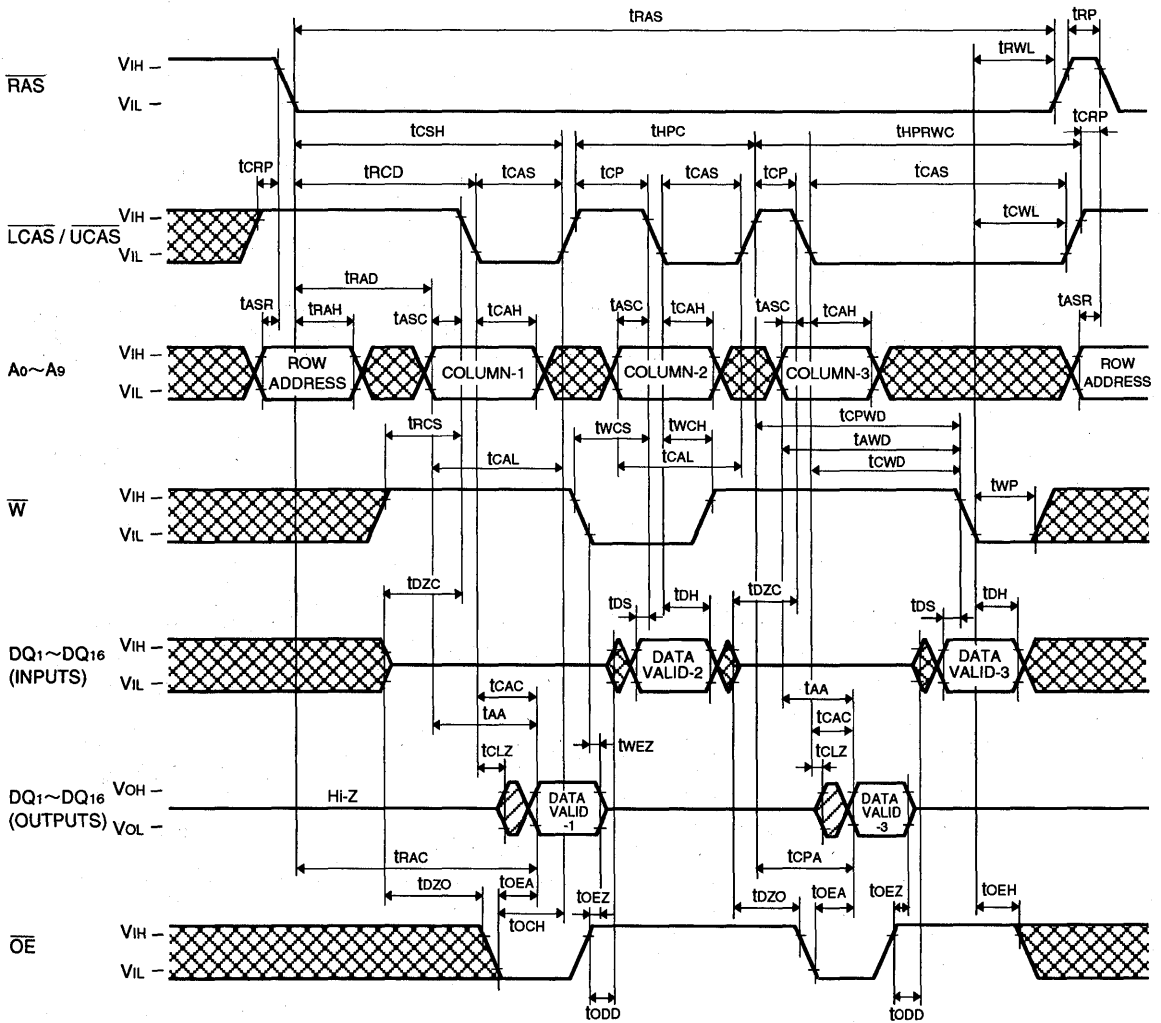 tRAS
tRP
VIH
tRWL
RAS
VIL
tCRP
tCSH
tHPC
tHPRWC
tCRP
tRCD
tCAS
tCP
tCAS
tCP
tCAS
VIH
LCAS / UCAS
tCWL
VIL
tRAD
tASR
tRAH
tASC
tCAH
tASC
tCAH
tASC
tCAH
tASR
VIH
A0~A9
ROW ADDRESS
COLUMN-1
COLUMN-2
COLUMN-3
ROW ADDRESS
VIL
tCPWD
tRCS
tWCS
tWCH
tAWD
tCAL
tCAL
tCWD
VIH
tWP
W
VIL
tDZC
tDS
tDH
tDZC
tDS
tDH
VIH
DQ1~DQ16 (INPUTS)
DATA VALID-2
DATA VALID-3
VIL
tCAC
tAA
tAA
tCAC
tCLZ
tWEZ
tCLZ
VOH
Hi-Z
DQ1~DQ16 (OUTPUTS)
DATA VALID -1
DATA VALID -3
VOL
tRAC
tCPA
tDZO
tOEA
tOEZ
tDZO
tOEA
tOEZ
tOEH
tOCH
VIH
OE
VIL
tODD
tODD